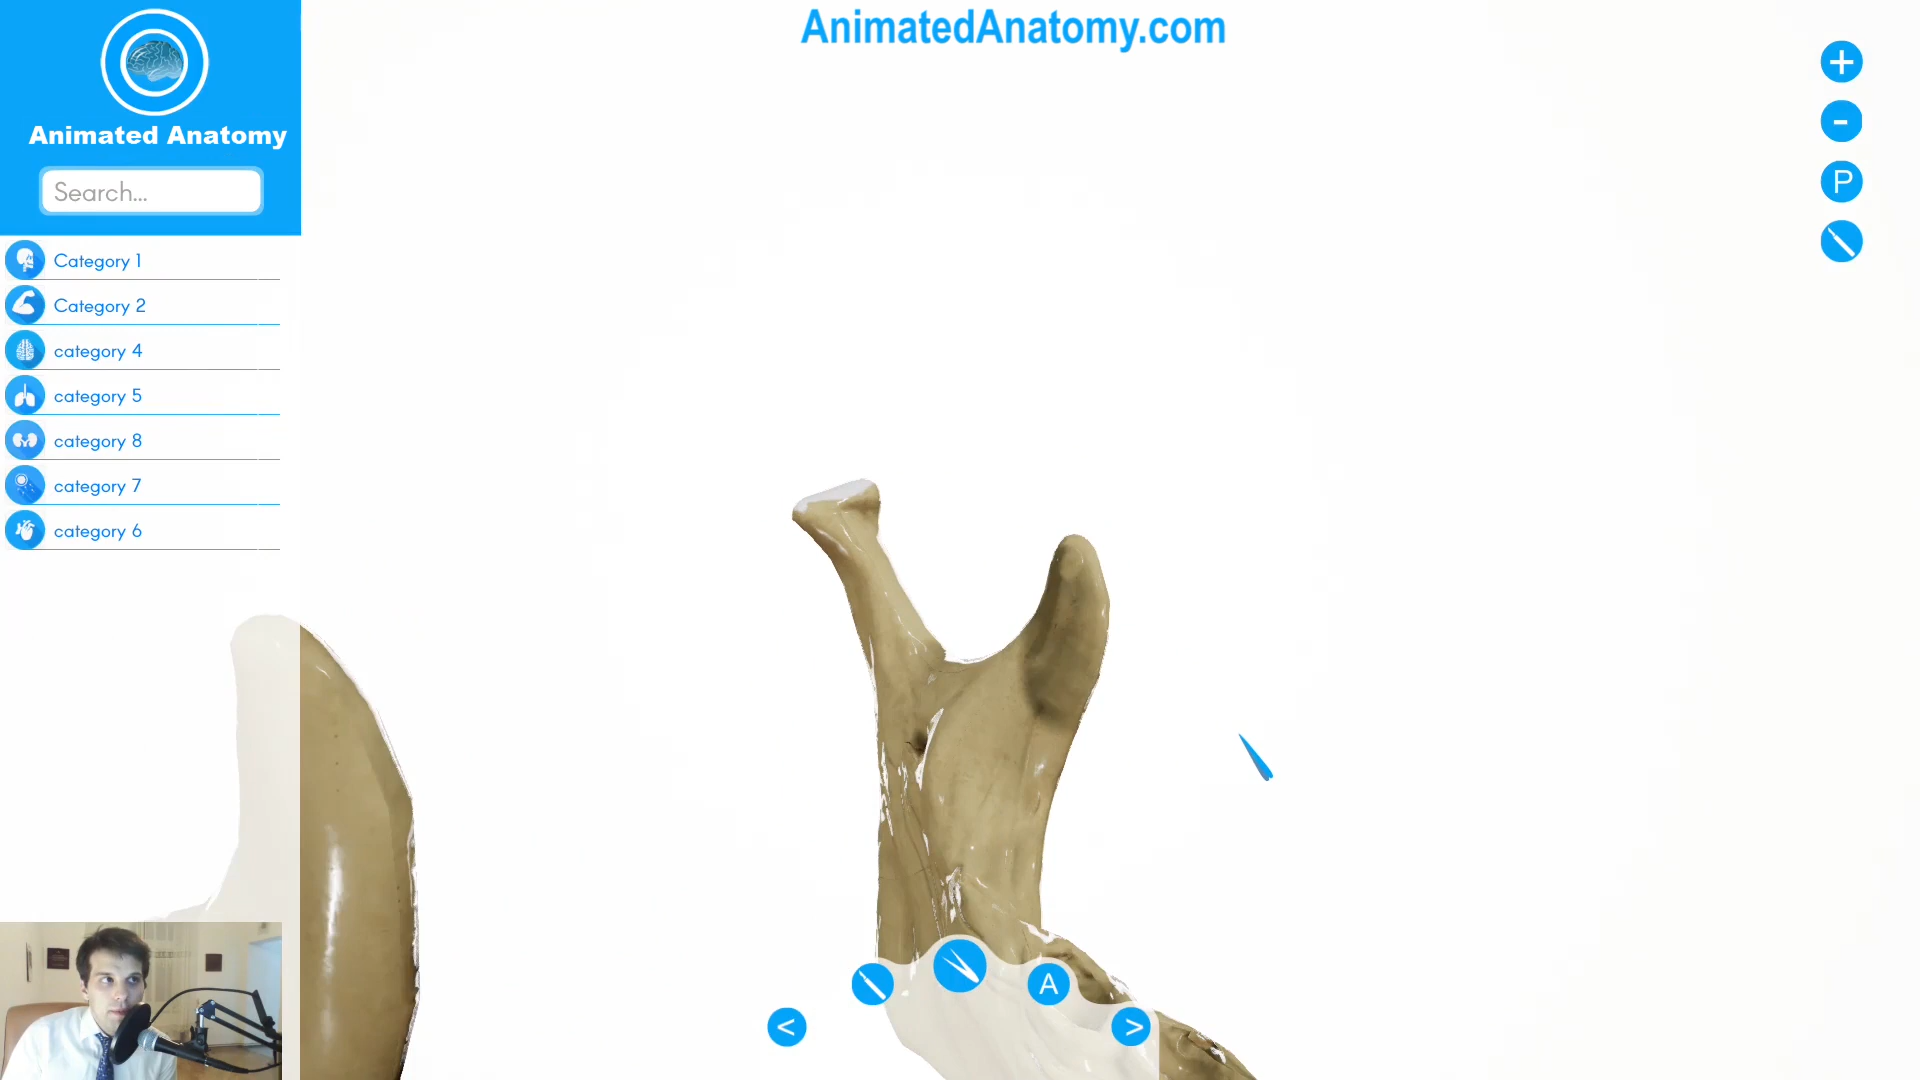 AnimatedAnatomy.com
Animated Anatomy
Search...
Category 1
Category 2
category 4
category 5
category 8
category 7
category 6
+
-
P
A
<
>